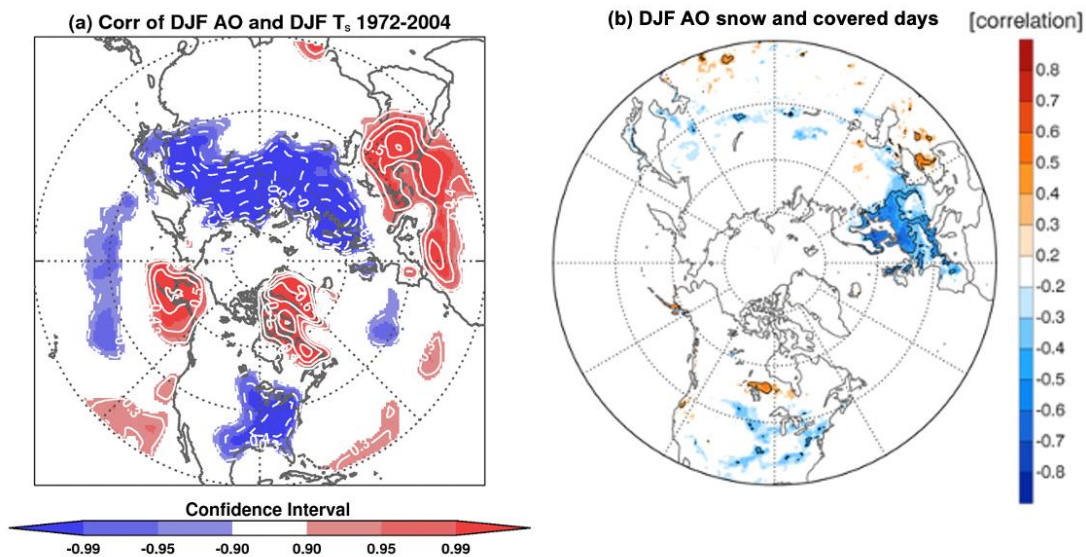 (a) Corr of DJF AO and DJF Ts 1972-2004
(b) DJF AO snow and covered days
[correlation]
0.8
0.7
0.6
0.5
0.4
0.3
0.2
-0.2
-0.3
-0.4
-0.5
-0.6
-0.7
-0.8
Confidence Interval
-0.99 -0.95 -0.90 0.90 0.95 0.99